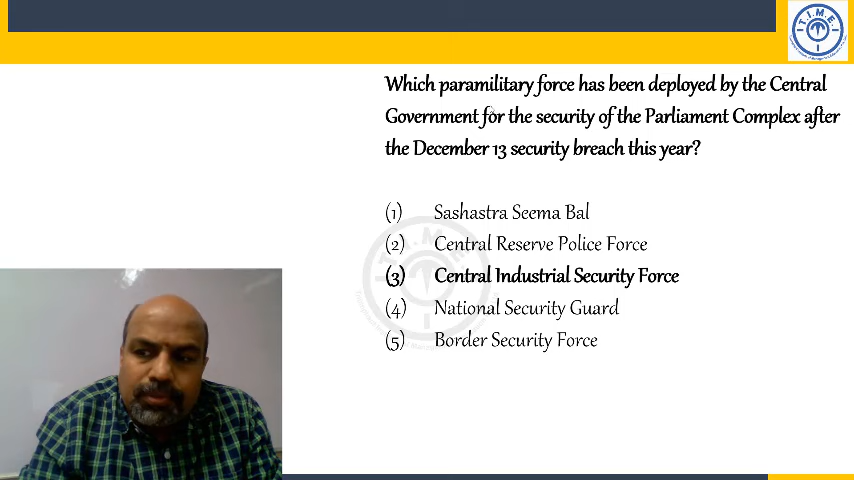 T.I.M.E.
Which paramilitary force has been deployed by the Central
Government for the security of the Parliament Complex after
the December 13 security breach this year?
(1) Sashastra Seema Bal
(2) Central Reserve Police Force
(3) Central Industrial Security Force
(4) National Security Guard
(5) Border Security Force